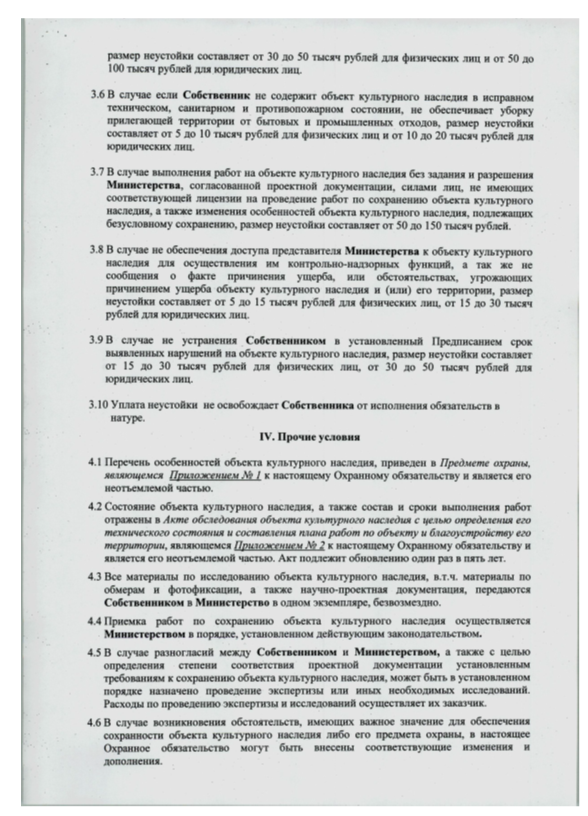 размер неустойки составляет от 30 до 50 тысяч рублей для физических лиц и от 50 до
100 тысяч рублей для юридических лиц.
3.6 В случае если Собственник не содержит объект культурного наследия в исправном
техническом, санитарном и противопожарном состоянии, не обеспечивает уборку
прилегающей территории от бытовых и промышленных отходов, размер неустойки
составляет от 5 до 10 тысяч рублей для физических лиц и от 10 до 20 тысяч рублей для
юридических лиц.
3.7 В случае выполнения работ на объекте культурного наследия без задания и разрешения
Министерства, согласованной проектной документации, силами лиц, не имеющих
соответствующей лицензии на проведение работ по сохранению объекта культурного
наследия, а также изменения особенностей объекта культурного наследия, подлежащих
безусловному сохранению, размер неустойки составляет от 50 до 150 тысяч рублей.
3.8 В случае не обеспечения доступа представителя Министерства к объекту культурного
наследия для осуществления им контрольно-надзорных функций, а так же не
сообщения о факте причинения ущерба, или обстоятельствах, угрожающих
причинением ущерба объекту культурного наследия и (или) его территории, размер
неустойки составляет от 5 до 15 тысяч рублей для физических лиц, от 15 до 30 тысяч
рублей для юридических лиц.
3.9 В случае не устранения Собственником в установленный Предписанием срок
выявленных нарушений на объекте культурного наследия, размер неустойки составляет
от 15 до 30 тысяч рублей для физических лиц, от 30 до 50 тысяч рублей для
юридических лиц.
3.10 Уплата неустойки не освобождает Собственника от исполнения обязательств в
натуре.
IV. Прочие условия
4.1 Перечень особенностей объекта культурного наследия, приведен в Предмете охраны,
являющемся Приложением № 1 к настоящему Охранному обязательству и является его
неотъемлемой частью.
4.2 Состояние объекта культурного наследия, а также состав и сроки выполнения работ
отражены в Акте обследования объекта культурного наследия с целью определения его
технического состояния и составления плана работ по объекту и благоустройству его
территории, являющемся Приложением № 2 к настоящему Охранному обязательству и
является его неотъемлемой частью. Акт подлежит обновлению один раз в пять лет.
4.3 Все материалы по исследованию объекта культурного наследия, в.т.ч. материалы по
обмерам и фотофиксации, а также научно-проектная документация, передаются
Собственником в Министерство в одном экземпляре, безвозмездно.
4.4 Приемка работ по сохранению объекта культурного наследия осуществляется
Министерством в порядке, установленном действующим законодательством.
4.5 В случае разногласий между Собственником и Министерством, а также с целью
определения степени соответствия проектной документации установленным
требованиям к сохранению объекта культурного наследия, может быть в установленном
порядке назначено проведение экспертизы или иных необходимых исследований.
Расходы по проведению экспертизы и исследований осуществляет их заказчик.
4.6 В случае возникновения обстоятельств, имеющих важное значение для обеспечения
сохранности объекта культурного наследия либо его предмета охраны, в настоящее
Охранное обязательство могут быть внесены соответствующие изменения и
дополнения.